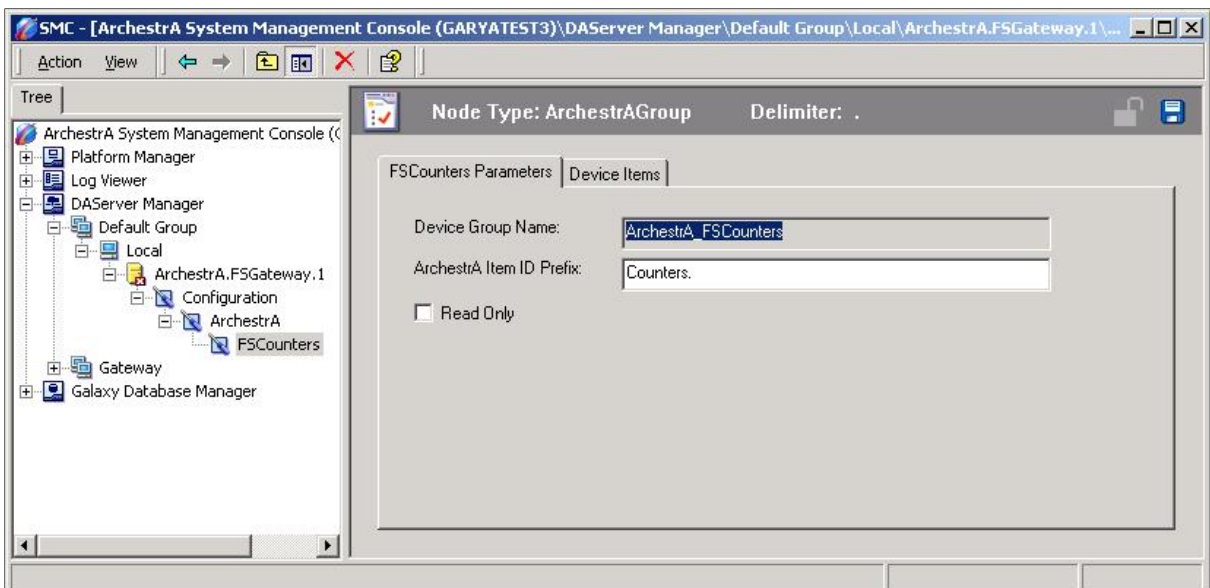 SMC - [ArchestrA System Management Console (GARYATEST3)\DAServer Manager\Default Group\Local\ArchestrA.FSGateway.1\...
Action View
Tree
Node Type: ArchestrAGroup Delimiter: .
ArchestrA System Management Console (G
Platform Manager
Log Viewer
DAServer Manager
Default Group
Local
ArchestrA.FSGateway.1
Configuration
ArchestrA
FSCounters
Gateway
Galaxy Database Manager
FSCounters Parameters Device Items
Device Group Name: ArchestrA_FSCounters
ArchestrA Item ID Prefix: Counters.
Read Only